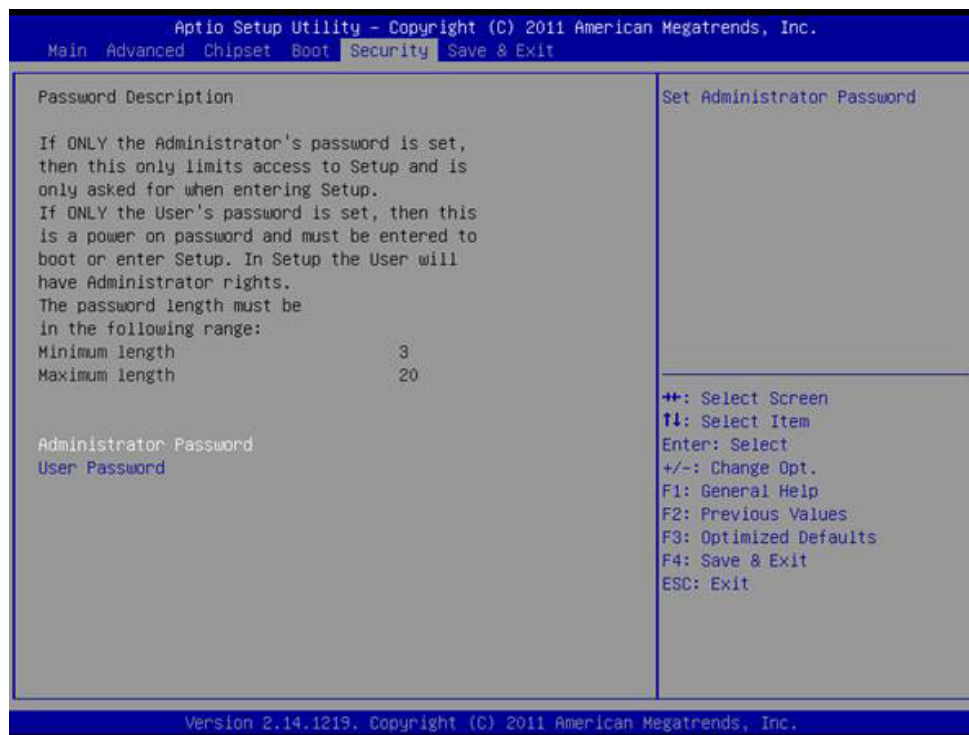 Aptio Setup Utility – Copyright (C) 2011 American Megatrends, Inc.
Main Advanced Chipset Boot Security Save & Exit
Password Description
If ONLY the Administrator's password is set,
then this only limits access to Setup and is
only asked for when entering Setup.
If ONLY the User's password is set, then this
is a power on password and must be entered to
boot or enter Setup. In Setup the User will
have Administrator rights.
The password length must be
in the following range:
Minimum length 3
Maximum length 20
Administrator Password
User Password
Set Administrator Password
→←: Select Screen
↑↓: Select Item
Enter: Select
+/-: Change Opt.
F1: General Help
F2: Previous Values
F3: Optimized Defaults
F4: Save & Exit
ESC: Exit
Version 2.14.1219. Copyright (C) 2011 American Megatrends, Inc.